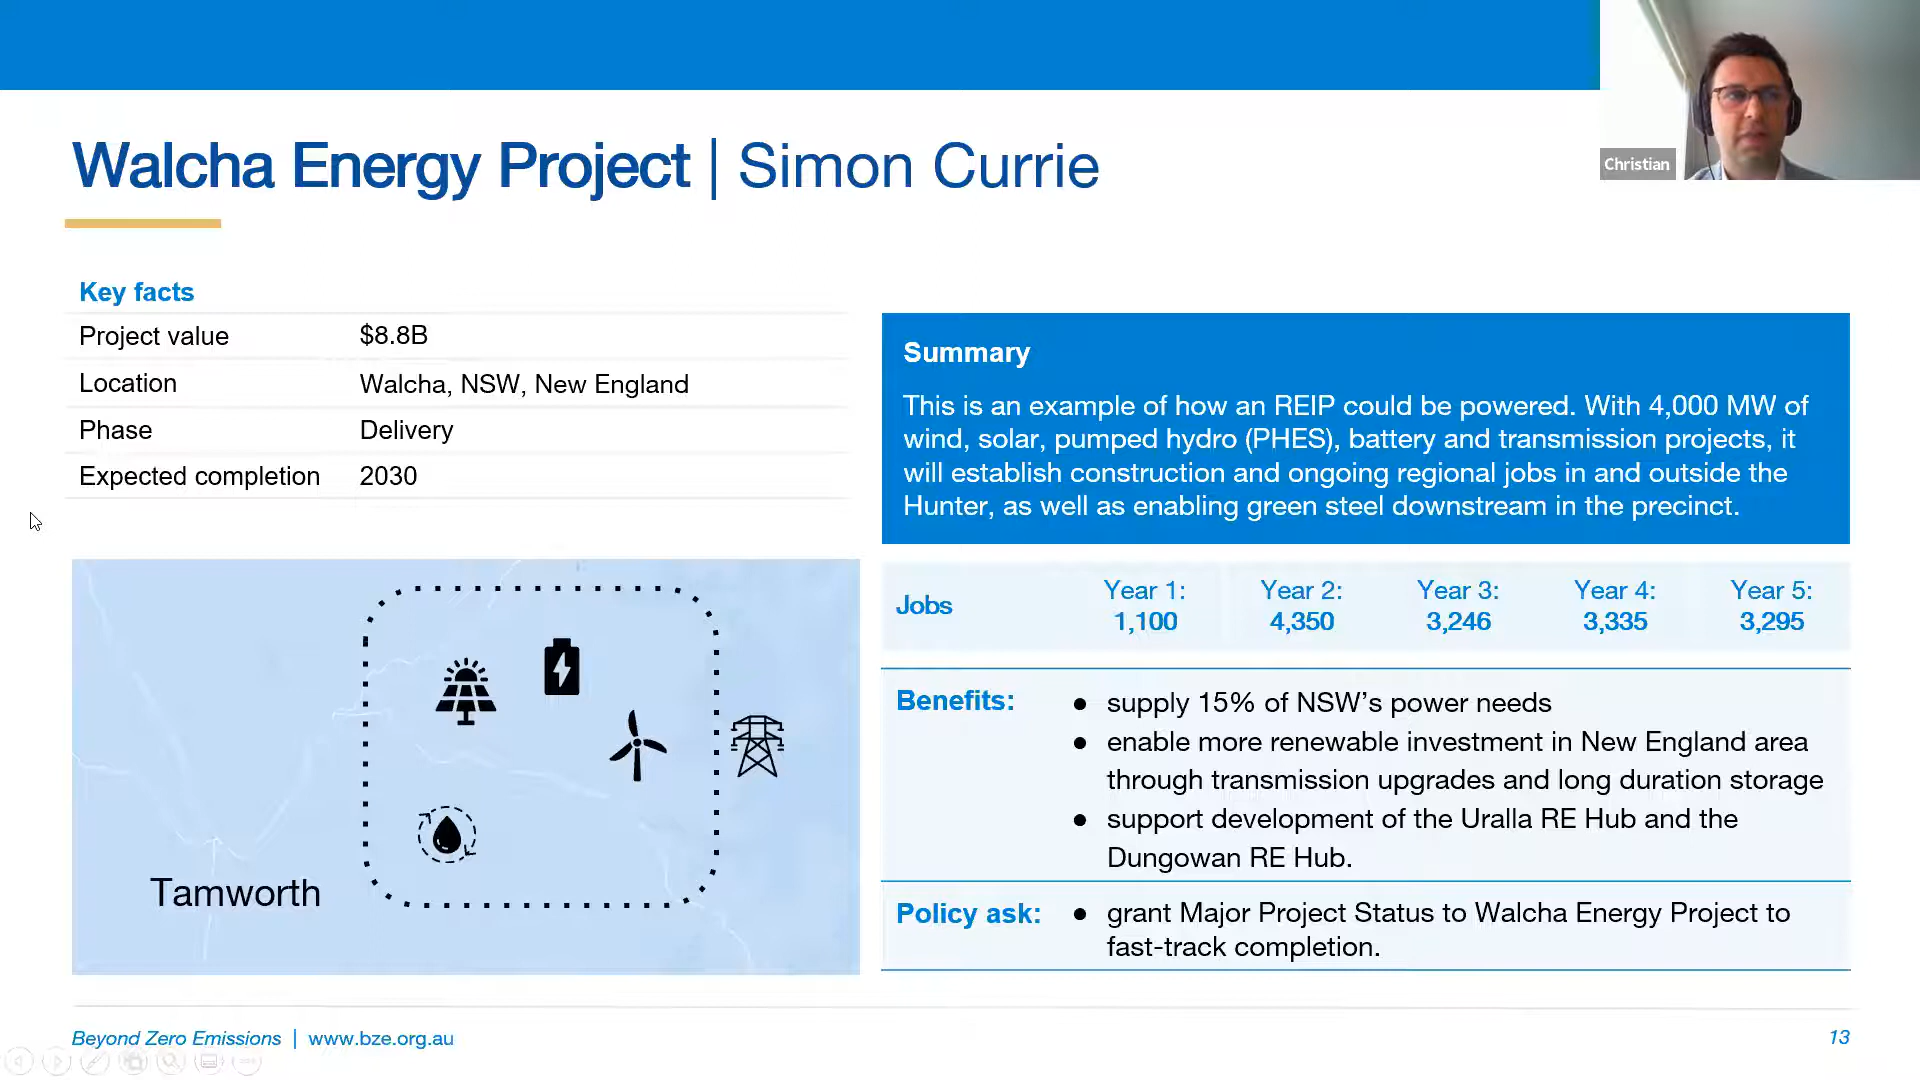 Christian
Walcha Energy Project | Simon Currie
Key facts
Project value $8.8B
Location Walcha, NSW, New England
Phase Delivery
Expected completion 2030
Summary
This is an example of how an REIP could be powered. With 4,000 MW of
wind, solar, pumped hydro (PHES), battery and transmission projects, it
will establish construction and ongoing regional jobs in and outside the
Hunter, as well as enabling green steel downstream in the precinct.
Jobs
Year 1: Year 2: Year 3: Year 4: Year 5:
1,100 4,350 3,246 3,335 3,295
Benefits:
● supply 15% of NSW’s power needs
● enable more renewable investment in New England area
through transmission upgrades and long duration storage
● support development of the Uralla RE Hub and the
Dungowan RE Hub.
Policy ask:
● grant Major Project Status to Walcha Energy Project to
fast-track completion.
Tamworth
Beyond Zero Emissions | www.bze.org.au
13